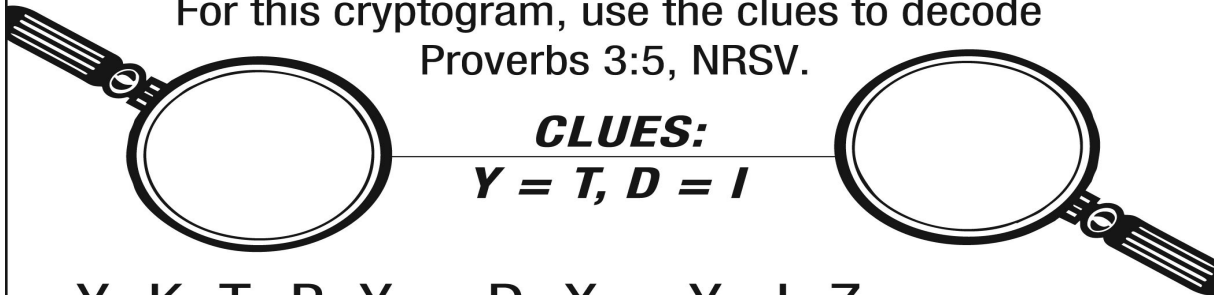 For this cryptogram, use the clues to decode
Proverbs 3:5, NRSV.
CLUES:
Y = T, D = I